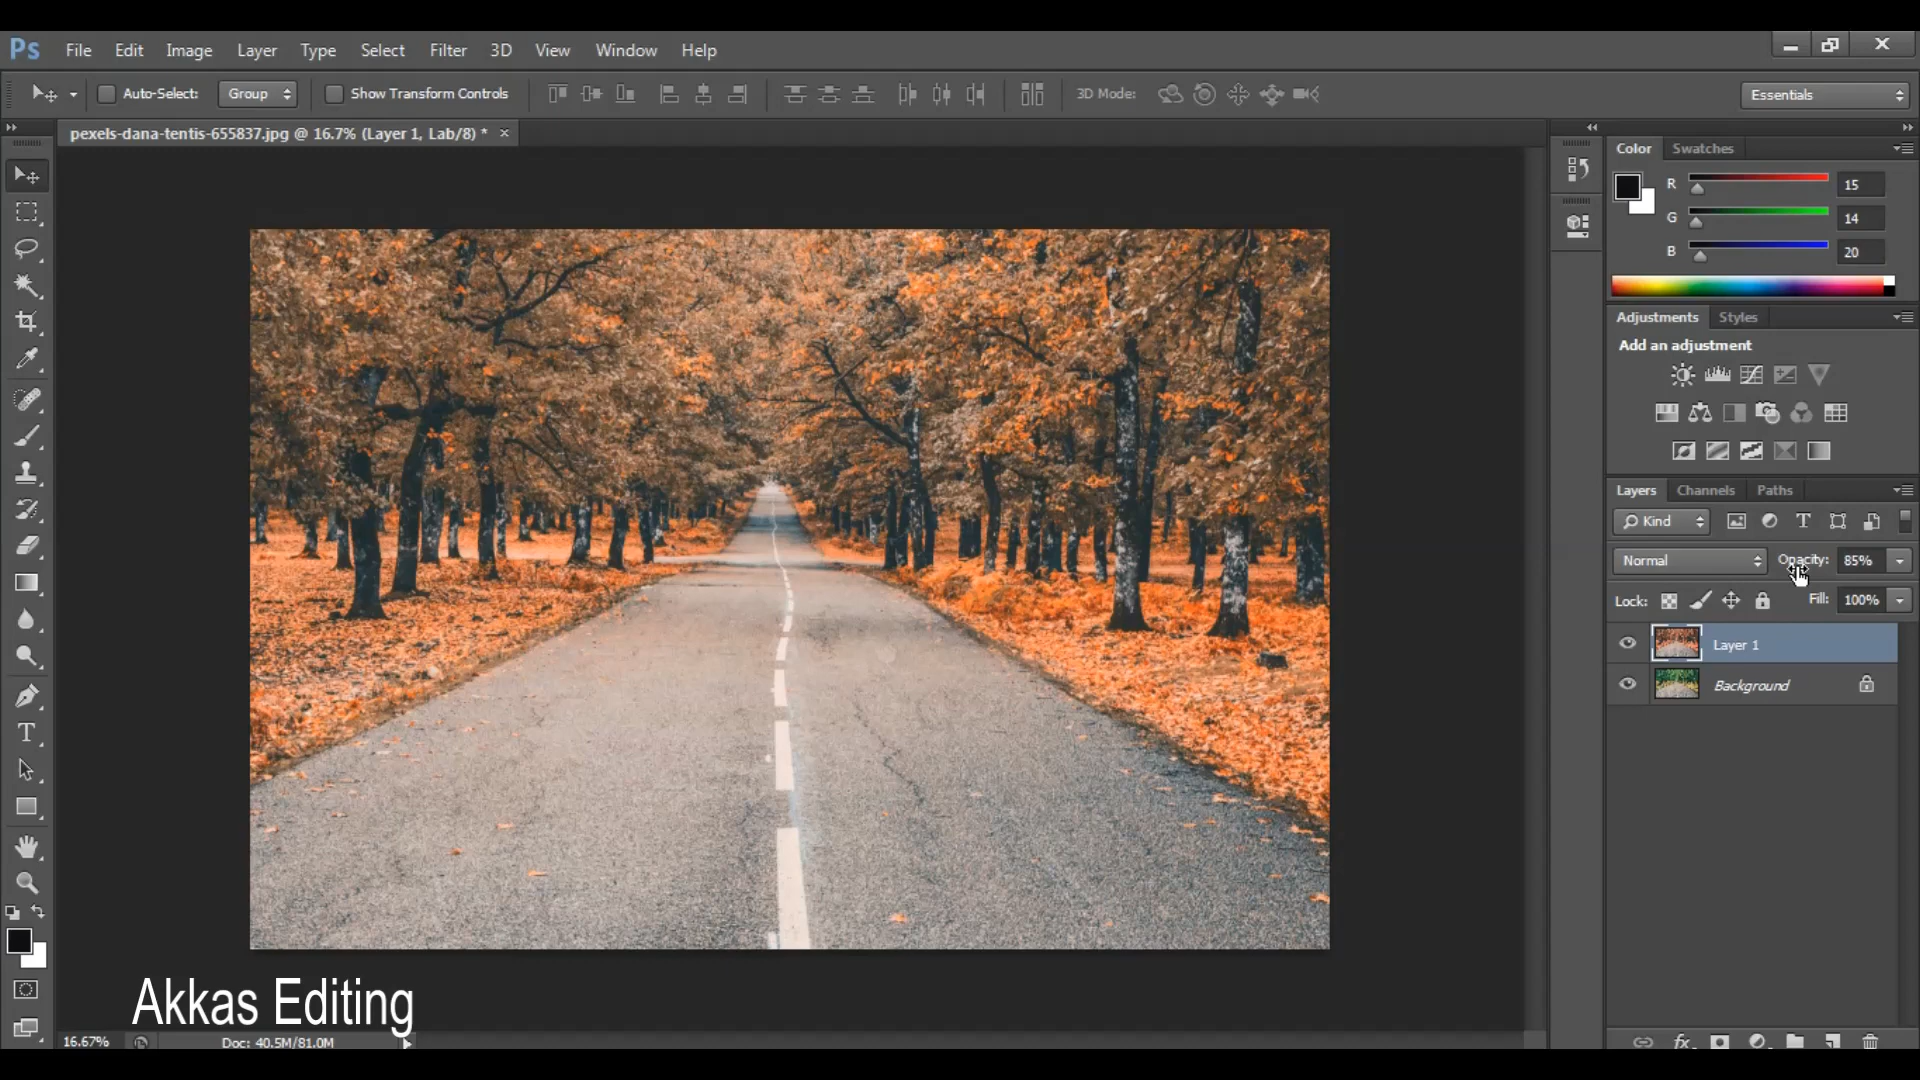 Ps File Edit Image Layer Type Select Filter 3D View Window Help
Auto-Select: Group Show Transform Controls 3D Mode: Essentials
pexels-dana-tentis-655837.jpg @ 16.7% (Layer 1, Lab/8) * ×
Color Swatches
R 15
G 14
B 20
Adjustments Styles
Add an adjustment
Layers Channels Paths
Kind
Normal Opacity: 85%
Lock: Fill: 100%
Layer 1
Background
Akkas Editing
16.67% Doc: 40.5M/81.0M